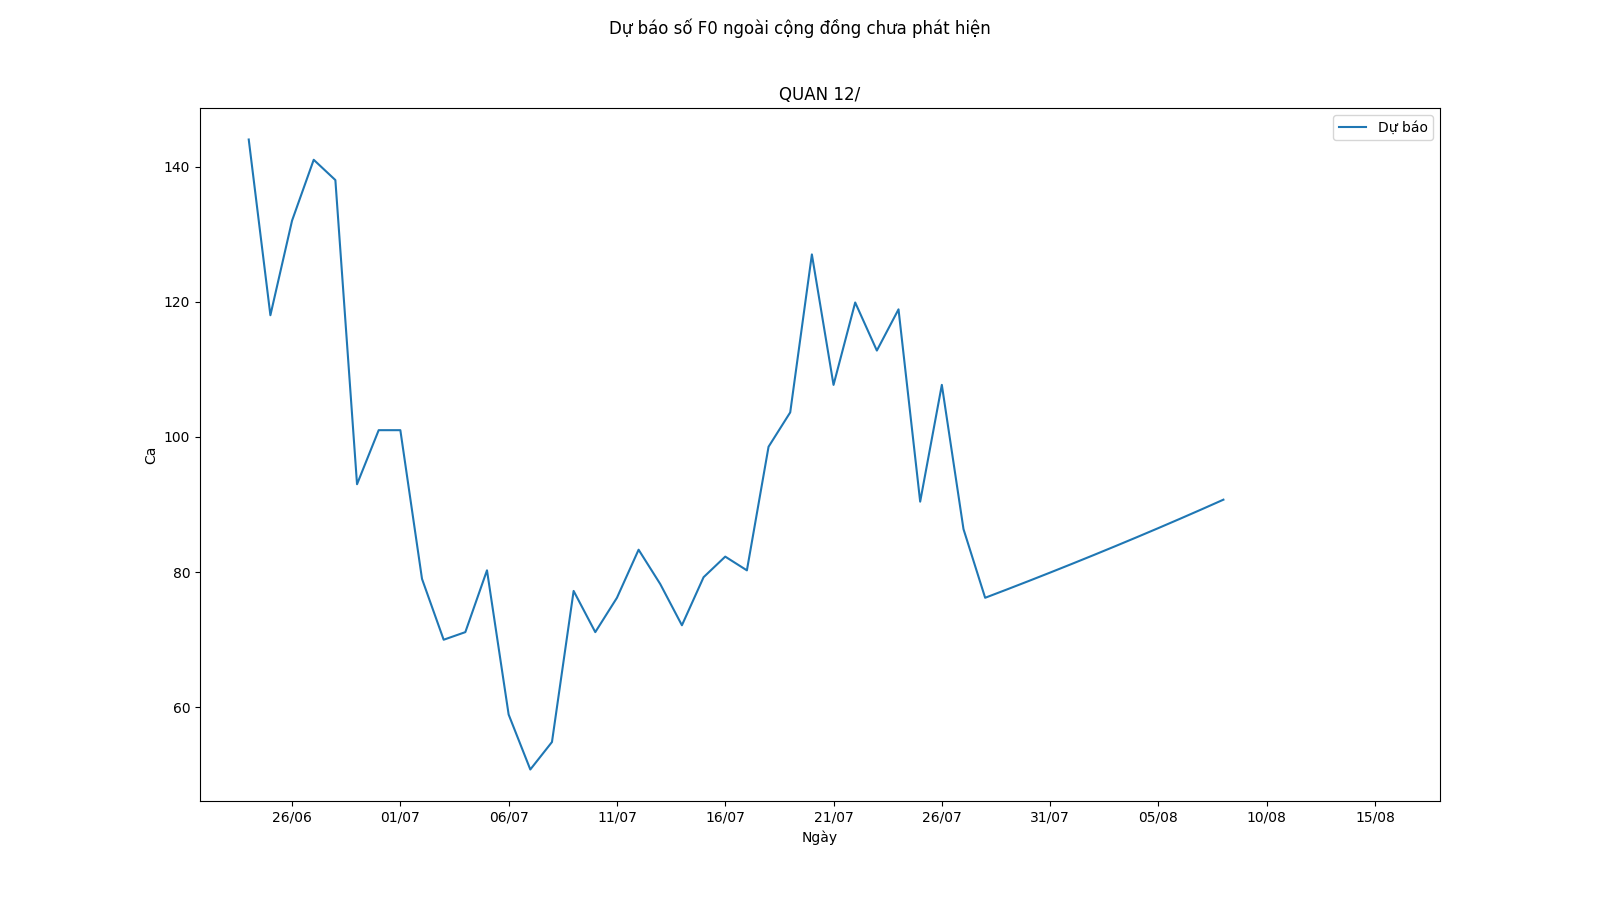 Dự báo số F0 ngoài cộng đồng chưa phát hiện
QUAN 12/
Dự báo
140
120
100
80
60
Ca
26/06 01/07 06/07 11/07 16/07 21/07 26/07 31/07 05/08 10/08 15/08
Ngày